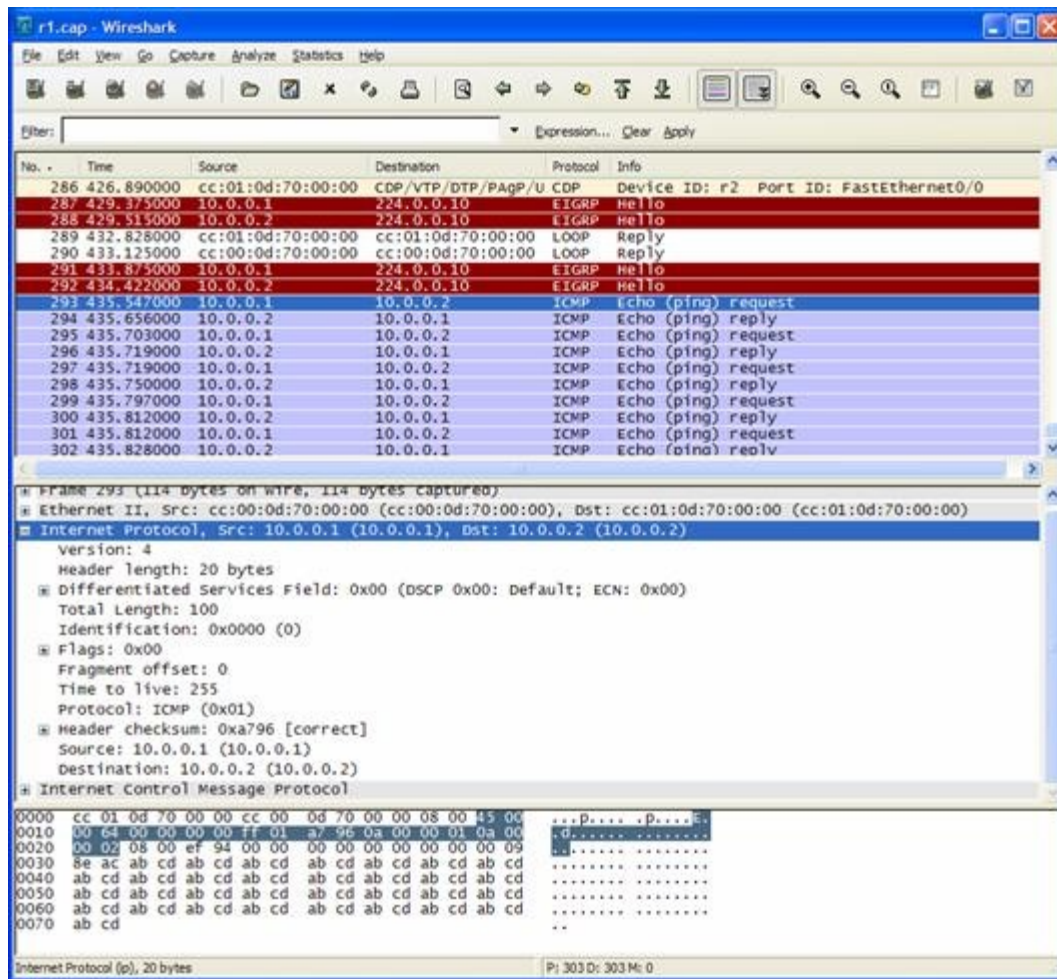 r1.cap - Wireshark
File Edit View Go Capture Analyze Statistics Help
Filter: Expression... Clear Apply
No. . Time Source Destination Protocol Info
286 426.890000 cc:01:0d:70:00:00 CDP/VTP/DTP/PAgP/U CDP Device ID: r2 Port ID: FastEthernet0/0
287 429.375000 10.0.0.1 224.0.0.10 EIGRP Hello
288 429.515000 10.0.0.2 224.0.0.10 EIGRP Hello
289 432.828000 cc:01:0d:70:00:00 cc:01:0d:70:00:00 LOOP Reply
290 433.125000 cc:00:0d:70:00:00 cc:00:0d:70:00:00 LOOP Reply
291 433.875000 10.0.0.1 224.0.0.10 EIGRP Hello
292 434.422000 10.0.0.2 224.0.0.10 EIGRP Hello
293 435.547000 10.0.0.1 10.0.0.2 ICMP Echo (ping) request
294 435.656000 10.0.0.2 10.0.0.1 ICMP Echo (ping) reply
295 435.703000 10.0.0.1 10.0.0.2 ICMP Echo (ping) request
296 435.719000 10.0.0.2 10.0.0.1 ICMP Echo (ping) reply
297 435.719000 10.0.0.1 10.0.0.2 ICMP Echo (ping) request
298 435.750000 10.0.0.2 10.0.0.1 ICMP Echo (ping) reply
299 435.797000 10.0.0.1 10.0.0.2 ICMP Echo (ping) request
300 435.812000 10.0.0.2 10.0.0.1 ICMP Echo (ping) reply
301 435.812000 10.0.0.1 10.0.0.2 ICMP Echo (ping) request
302 435.828000 10.0.0.2 10.0.0.1 ICMP Echo (ping) reply
Frame 293 (114 bytes on wire, 114 bytes captured)
Ethernet II, Src: cc:00:0d:70:00:00 (cc:00:0d:70:00:00), Dst: cc:01:0d:70:00:00 (cc:01:0d:70:00:00)
Internet Protocol, Src: 10.0.0.1 (10.0.0.1), Dst: 10.0.0.2 (10.0.0.2)
Version: 4
Header length: 20 bytes
Differentiated Services Field: 0x00 (DSCP 0x00: Default; ECN: 0x00)
Total Length: 100
Identification: 0x0000 (0)
Flags: 0x00
Fragment offset: 0
Time to live: 255
Protocol: ICMP (0x01)
Header checksum: 0xa796 [correct]
Source: 10.0.0.1 (10.0.0.1)
Destination: 10.0.0.2 (10.0.0.2)
Internet Control Message Protocol
0000 cc 01 0d 70 00 00 cc 00 0d 70 00 00 08 00 45 00 ...p.... .p....E.
0010 00 64 00 00 00 00 ff 01 a7 96 0a 00 00 01 0a 00 .d...... ........
0020 00 02 08 00 ef 94 00 00 00 00 00 00 00 00 00 09 ........ ........
0030 8e ac ab cd ab cd ab cd ab cd ab cd ab cd ab cd ........ ........
0040 ab cd ab cd ab cd ab cd ab cd ab cd ab cd ab cd ........ ........
0050 ab cd ab cd ab cd ab cd ab cd ab cd ab cd ab cd ........ ........
0060 ab cd ab cd ab cd ab cd ab cd ab cd ab cd ab cd ........ ........
0070 ab cd ..
Internet Protocol (ip), 20 bytes P: 303 D: 303 M: 0